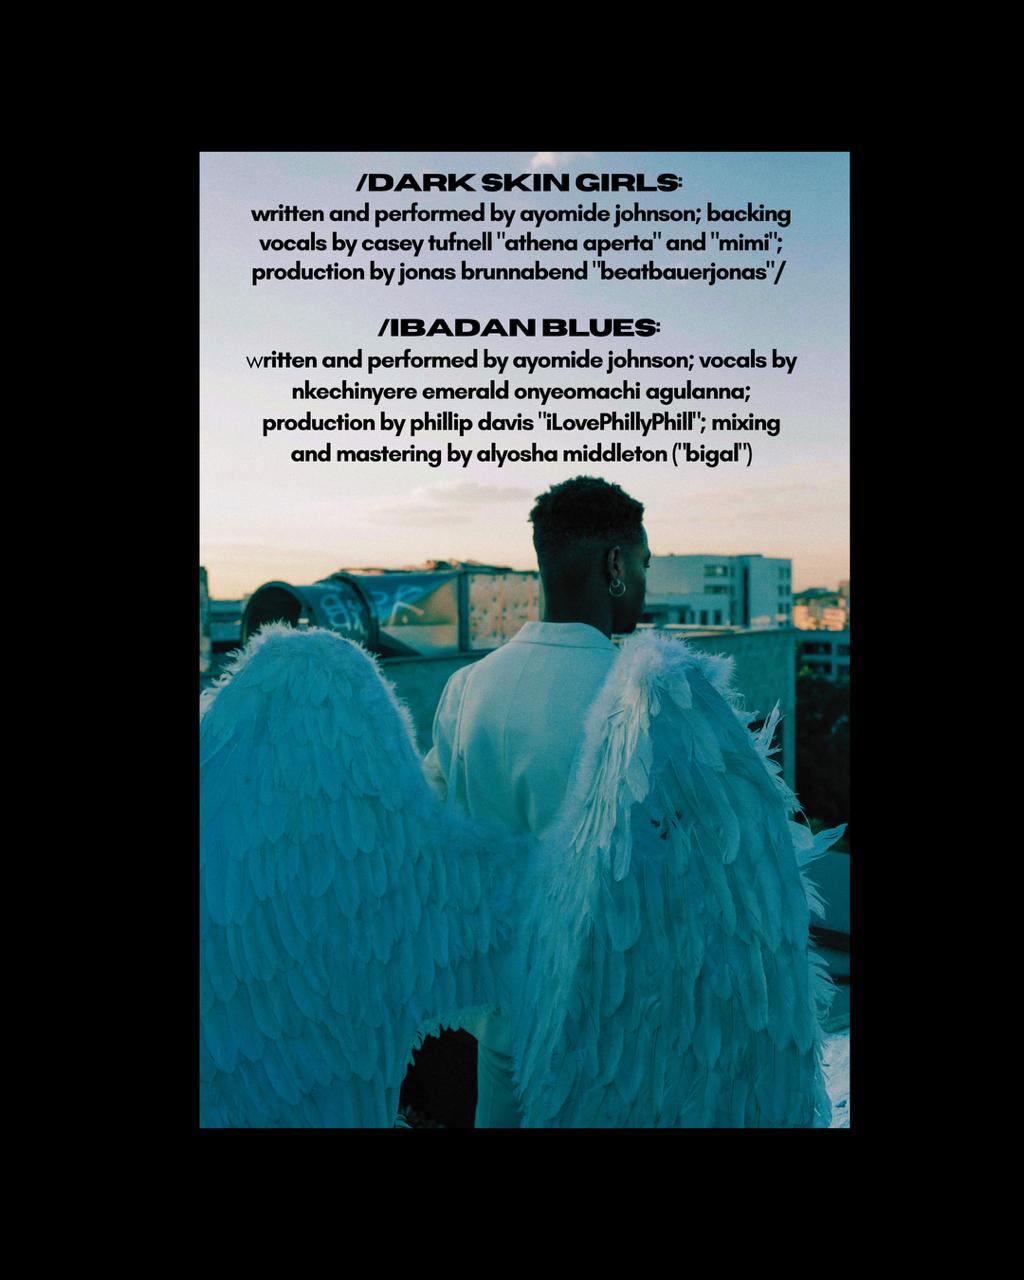 /DARK SKIN GIRLS:
written and performed by ayomide johnson; backing
vocals by casey tufnell "athena aperta" and "mimi";
production by jonas brunnabend "beatbauerjonas"/
/IBADAN BLUES:
written and performed by ayomide johnson; vocals by
nkechinyere emerald onyeomachi agulanna;
production by phillip davis "iLovePhillyPhill"; mixing
and mastering by alyosha middleton ("bigal")